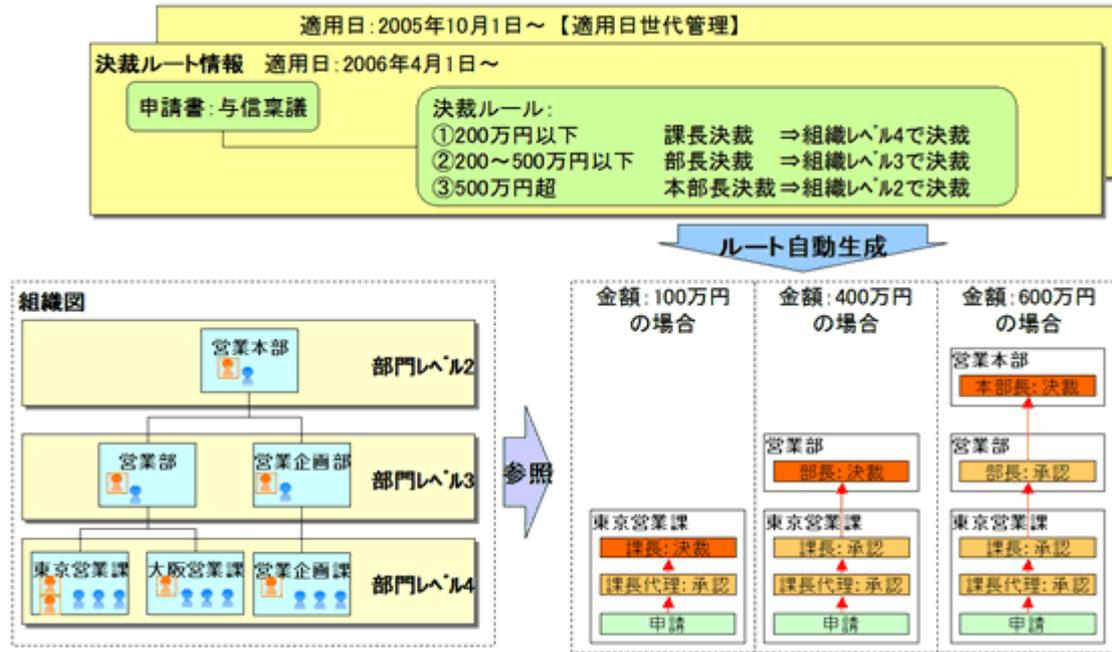 適用日:2005年10月1日～【適用日世代管理】
決裁ルート情報　適用日:2006年4月1日～
申請書:与信稟議
決裁ルール:
①200万円以下　課長決裁　⇒組織レベル4で決裁
②200～500万円以下　部長決裁　⇒組織レベル3で決裁
③500万円超　本部長決裁⇒組織レベル2で決裁
ルート自動生成
組織図
営業本部
部門レベル2
営業部
営業企画部
部門レベル3
東京営業課
大阪営業課
営業企画課
部門レベル4
参照
金額:100万円
の場合
東京営業課
課長:決裁
課長代理:承認
申請
金額:400万円
の場合
営業部
部長:決裁
東京営業課
課長:承認
課長代理:承認
申請
金額:600万円
の場合
営業本部
本部長:決裁
営業部
部長:承認
東京営業課
課長:承認
課長代理:承認
申請